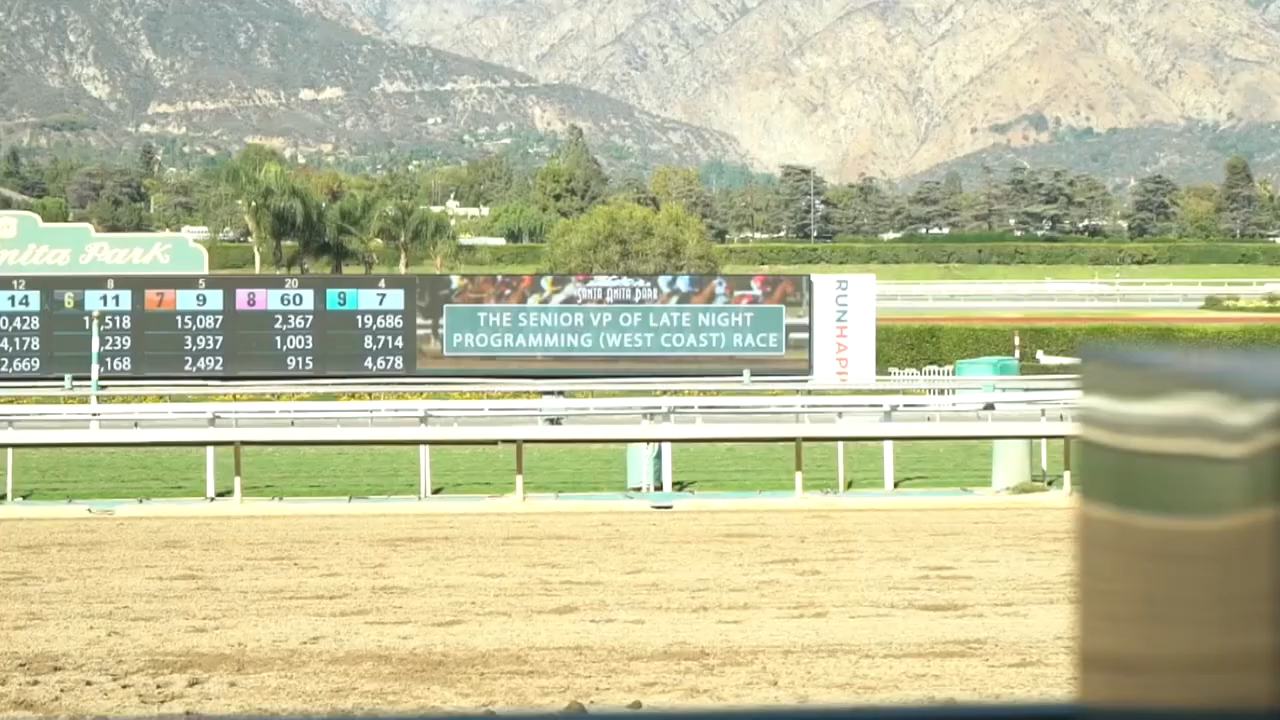 nita Park
12 8 5 20 4
14 6 11 7 9 8 60 9 7
0,428 15,087 2,367 19,686
4,178 ,239 3,937 1,003 8,714
2,669 ,168 2,492 915 4,678
SANTA ANITA PARK
THE SENIOR VP OF LATE NIGHT
PROGRAMMING (WEST COAST) RACE
RUNHAPP